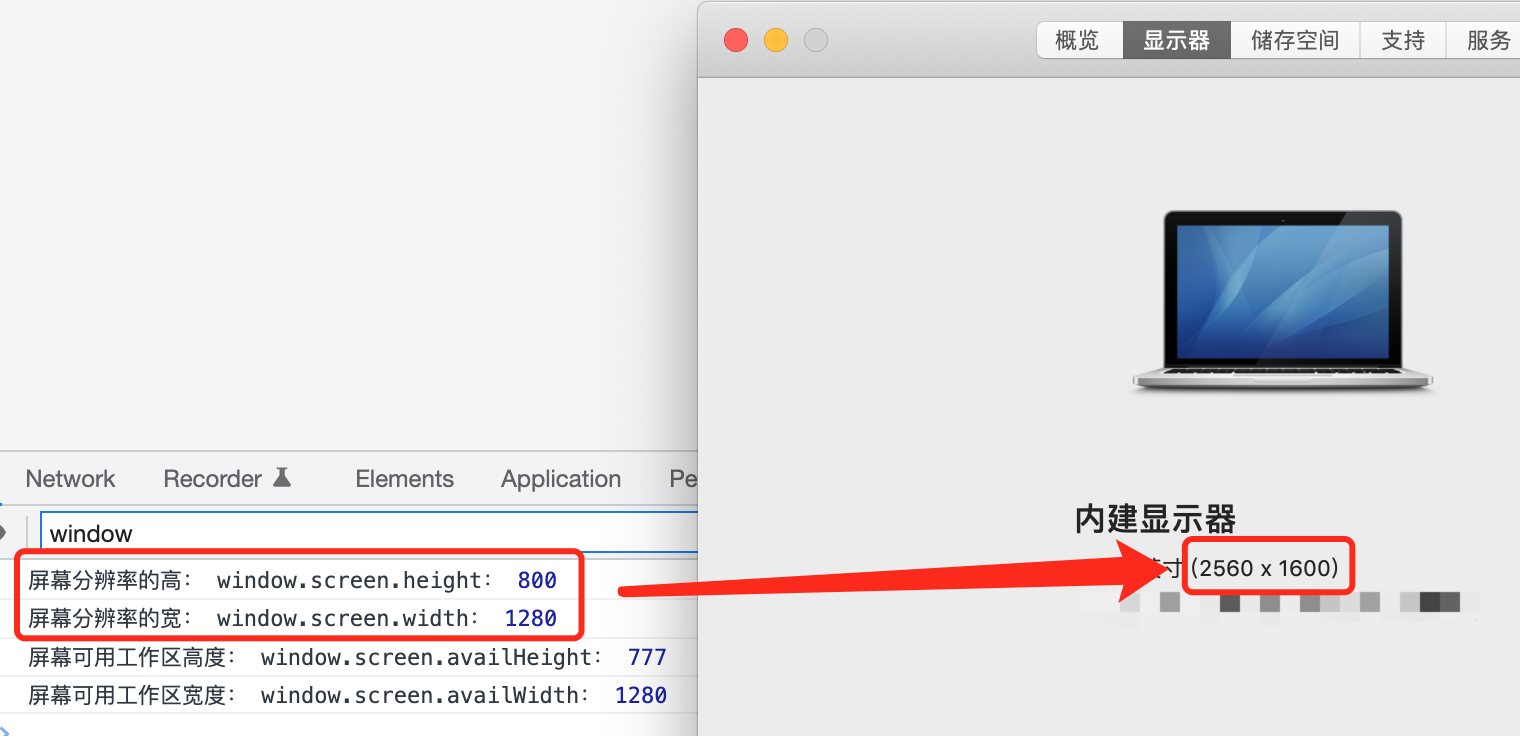 概览 显示器 储存空间 支持 服务
Network Recorder Elements Application Pe
window
屏幕分辨率的高： window.screen.height： 800
屏幕分辨率的宽： window.screen.width： 1280
屏幕可用工作区高度： window.screen.availHeight： 777
屏幕可用工作区宽度： window.screen.availWidth： 1280
内建显示器
寸 (2560 x 1600)